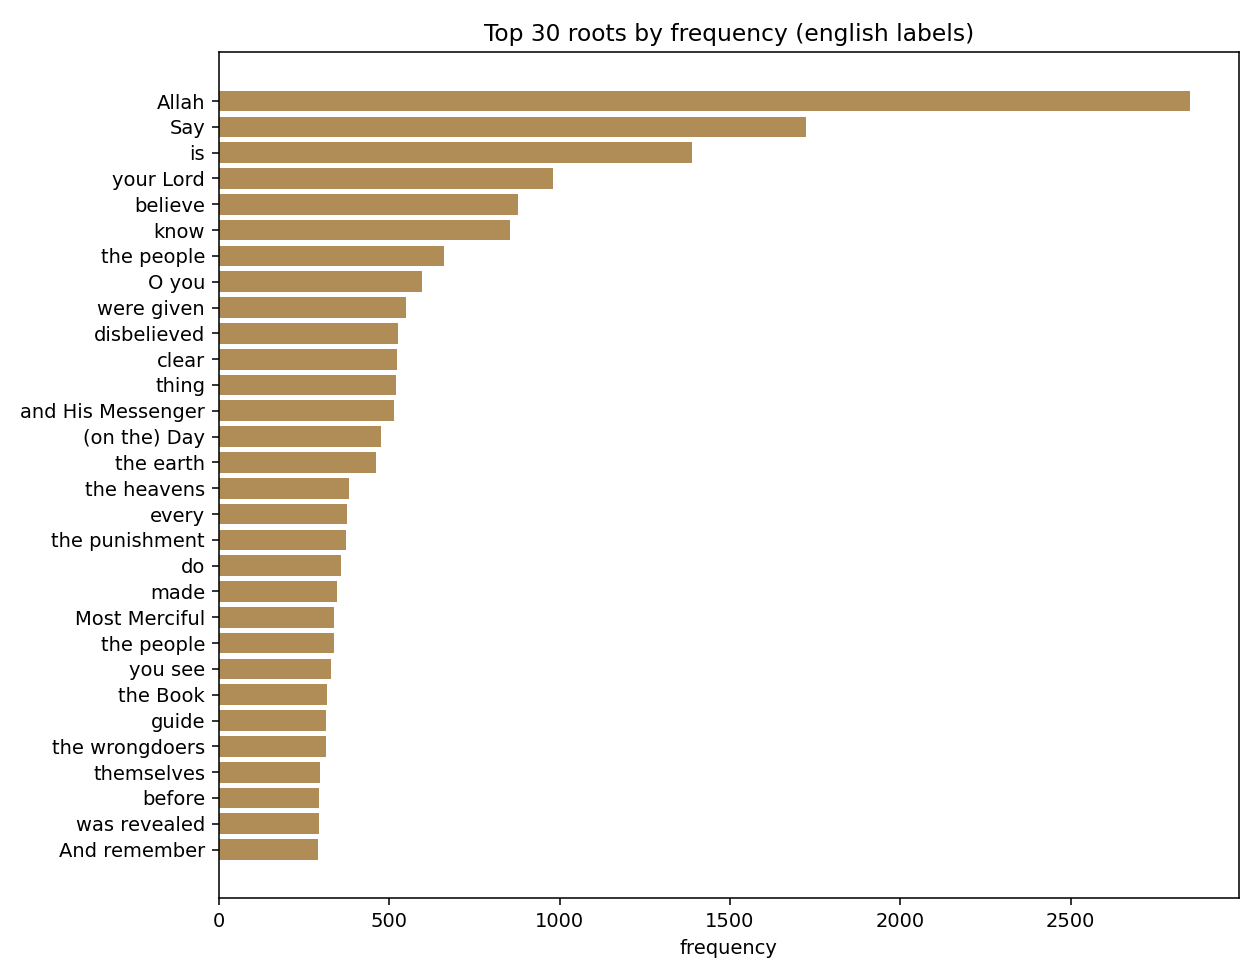 Top 30 roots by frequency (english labels)
Allah
Say
is
your Lord
believe
know
the people
O you
were given
disbelieved
clear
thing
and His Messenger
(on the) Day
the earth
the heavens
every
the punishment
do
made
Most Merciful
the people
you see
the Book
guide
the wrongdoers
themselves
before
was revealed
And remember
0 500 1000 1500 2000 2500
frequency